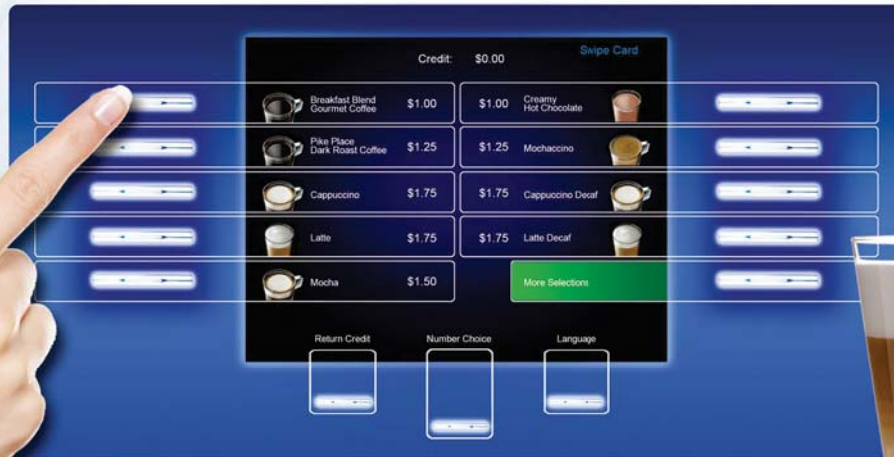 Credit: $0.00
Swipe Card
Breakfast Blend
Gourmet Coffee
$1.00
$1.00
Creamy
Hot Chocolate
Pike Place
Dark Roast Coffee
$1.25
$1.25
Mochaccino
Cappuccino
$1.75
$1.75
Cappuccino Decaf
Latte
$1.75
$1.75
Latte Decaf
Mocha
$1.50
More Selections
Return Credit
Number Choice
Language